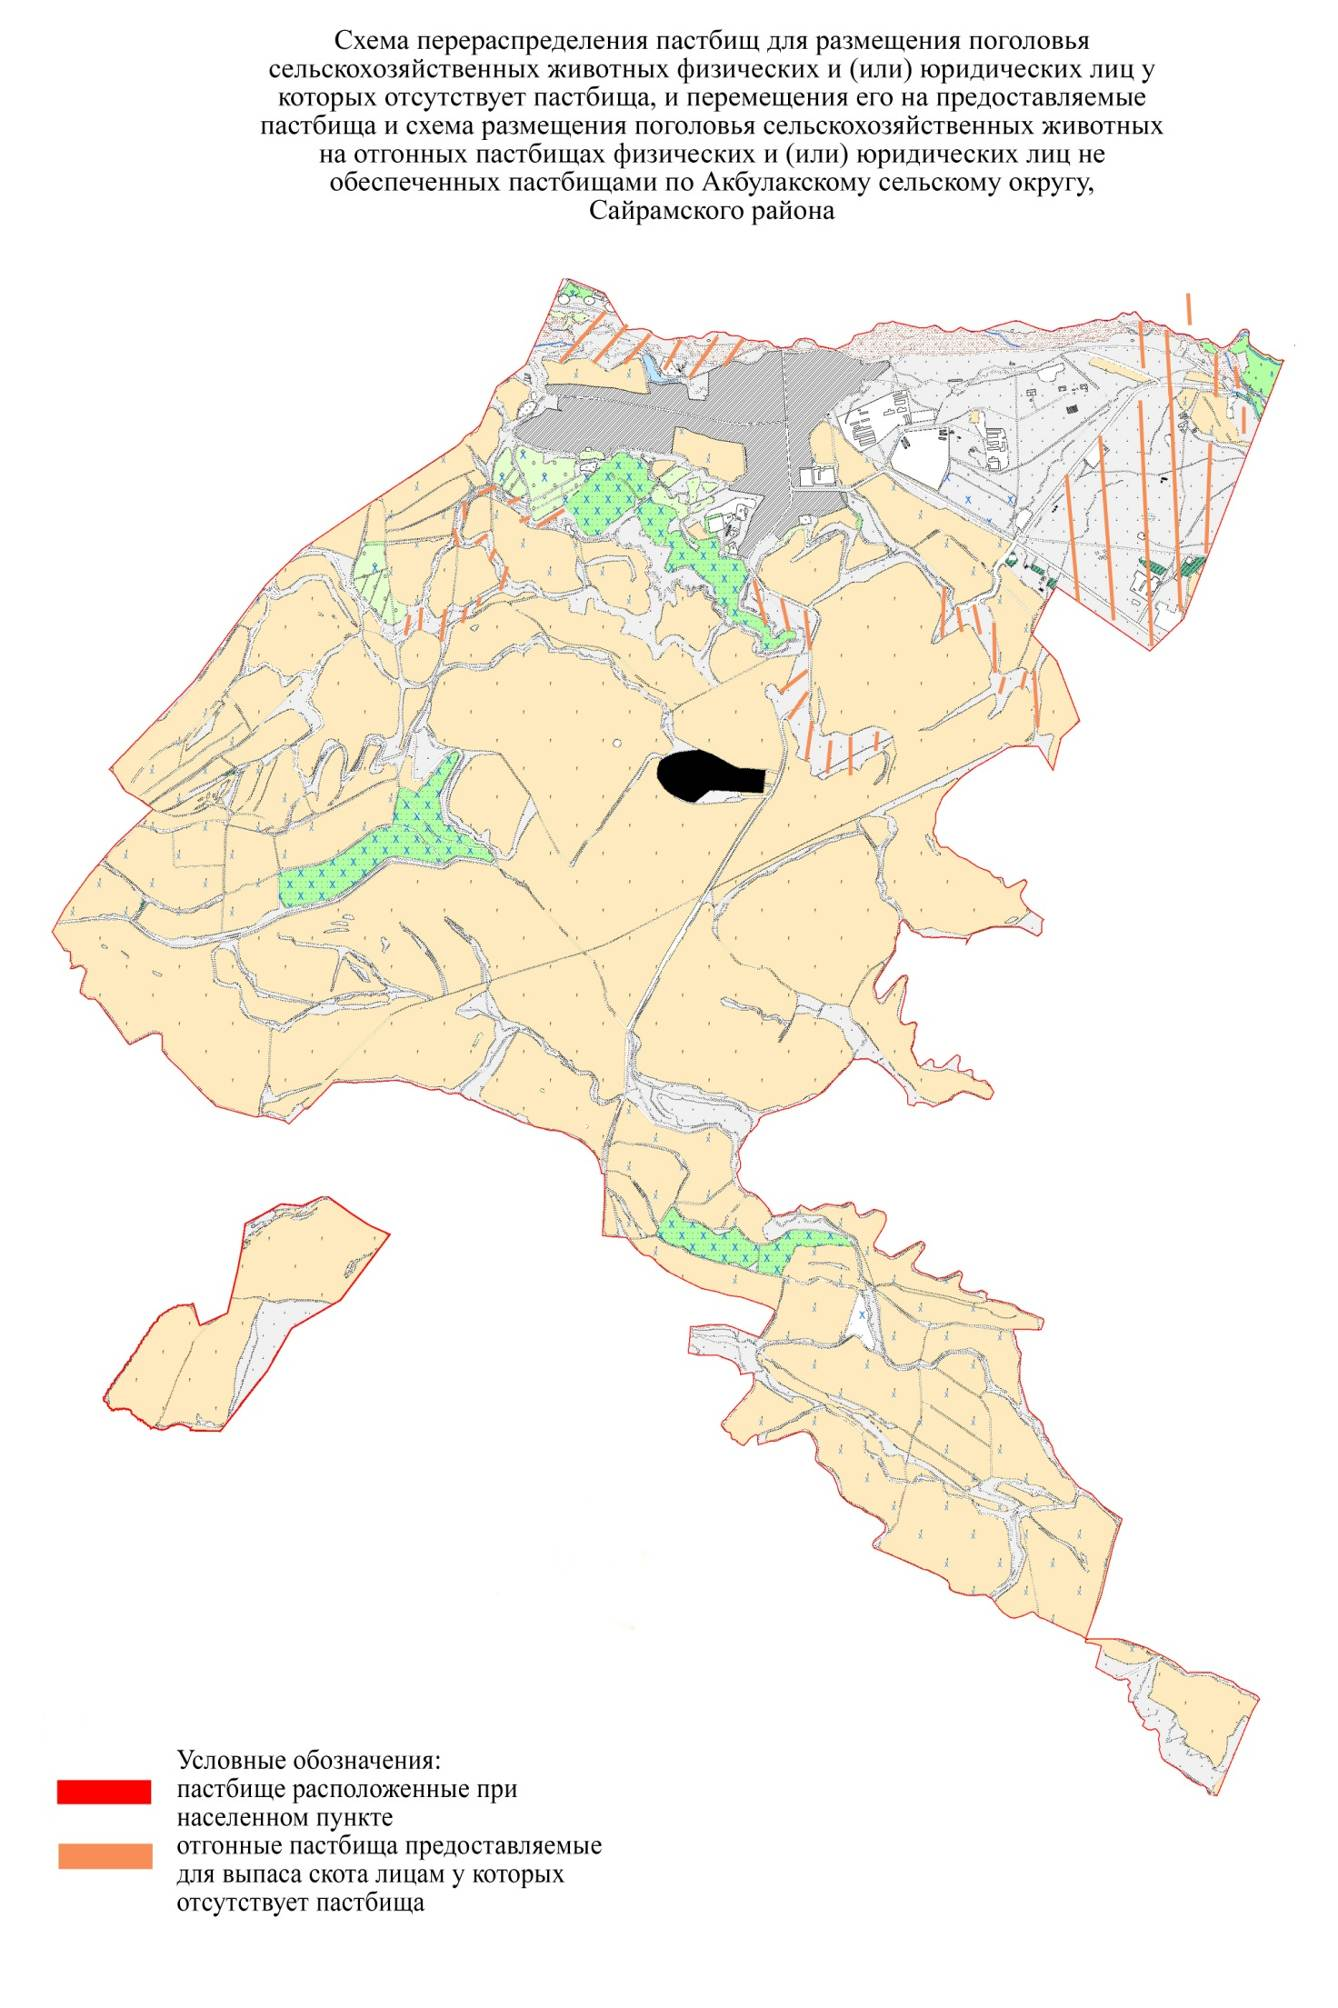 Схема перераспределения пастбищ для размещения поголовья
сельскохозяйственных животных физических и (или) юридических лиц у
которых отсутствует пастбища, и перемещения его на предоставляемые
пастбища и схема размещения поголовья сельскохозяйственных животных
на отгонных пастбищах физических и (или) юридических лиц не
обеспеченных пастбищами по Акбулакскому сельскому округу,
Сайрамского района
Условные обозначения:
пастбище расположенные при
населенном пункте
отгонные пастбища предоставляемые
для выпаса скота лицам у которых
отсутствует пастбища